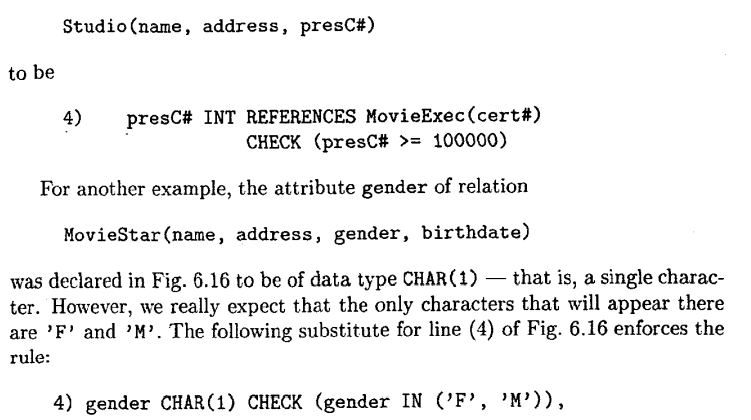 Studio(name, address, presC#)
to be
4) presC# INT REFERENCES MovieExec(cert#)
CHECK (presC# >= 100000)
For another example, the attribute gender of relation
MovieStar(name, address, gender, birthdate)
was declared in Fig. 6.16 to be of data type CHAR(1) — that is, a single charac-
ter. However, we really expect that the only characters that will appear there
are 'F' and 'M'. The following substitute for line (4) of Fig. 6.16 enforces the
rule:
4) gender CHAR(1) CHECK (gender IN ('F', 'M')),